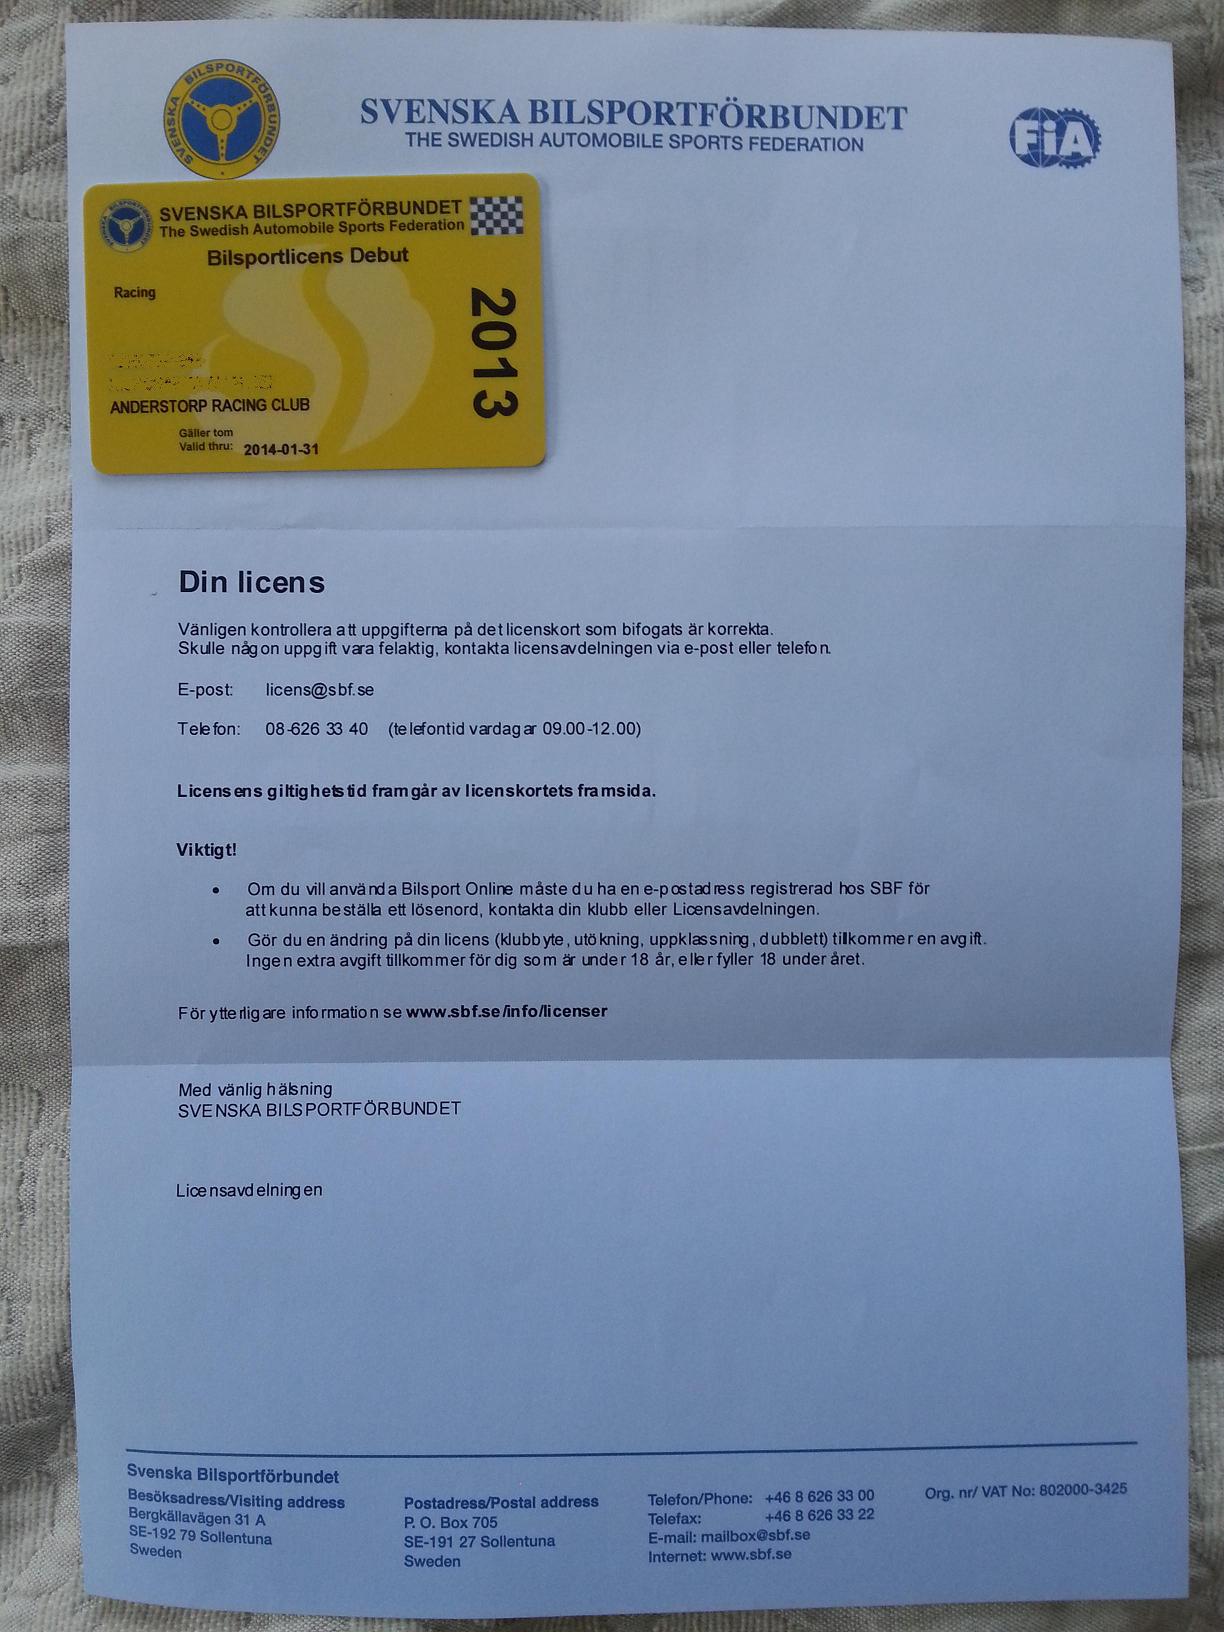 SVENSKA BILSPORTFÖRBUNDET
SVENSKA BILSPORTFÖRBUNDET
THE SWEDISH AUTOMOBILE SPORTS FEDERATION
FiA
SVENSKA BILSPORTFÖRBUNDET
The Swedish Automobile Sports Federation
Bilsportlicens Debut
Racing
2013
ANDERSTORP RACING CLUB
Gäller tom
Valid thru: 2014-01-31
Din licens
Vänligen kontrollera att uppgifterna på det licenskort som bifogats är korrekta.
Skulle någon uppgift vara felaktig, kontakta licensavdelningen via e-post eller telefon.
E-post: licens@sbf.se
Telefon: 08-626 33 40 (telefontid vardagar 09.00-12.00)
Licensens giltighetstid framgår av licenskortets framsida.
Viktigt!
• Om du vill använda Bilsport Online måste du ha en e-postadress registrerad hos SBF för
att kunna beställa ett lösenord, kontakta din klubb eller Licensavdelningen.
• Gör du en ändring på din licens (klubbyte, utökning, uppklassning, dubblett) tillkommer en avgift.
Ingen extra avgift tillkommer för dig som är under 18 år, eller fyller 18 under året.
För ytterligare information se www.sbf.se/info/licenser
Med vänlig hälsning
SVENSKA BILSPORTFÖRBUNDET
Licensavdelningen
Svenska Bilsportförbundet
Besöksadress/Visiting address
Bergkällavägen 31 A
SE-192 79 Sollentuna
Sweden
Postadress/Postal address
P. O. Box 705
SE-191 27 Sollentuna
Sweden
Telefon/Phone: +46 8 626 33 00
Telefax: +46 8 626 33 22
E-mail: mailbox@sbf.se
Internet: www.sbf.se
Org. nr/ VAT No: 802000-3425